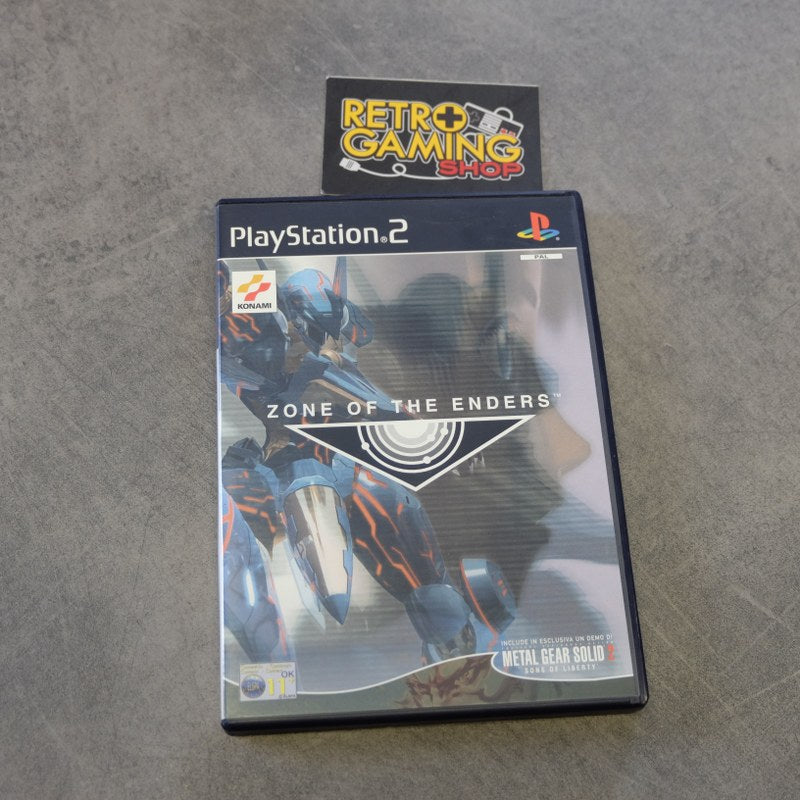 RETRO
GAMING
SHOP
PlayStation®2
PAL
KONAMI
ZONE OF THE ENDERS™
INCLUDE IN ESCLUSIVA UN DEMO DI
METAL GEAR SOLID 2
SONS OF LIBERTY
OK
11+